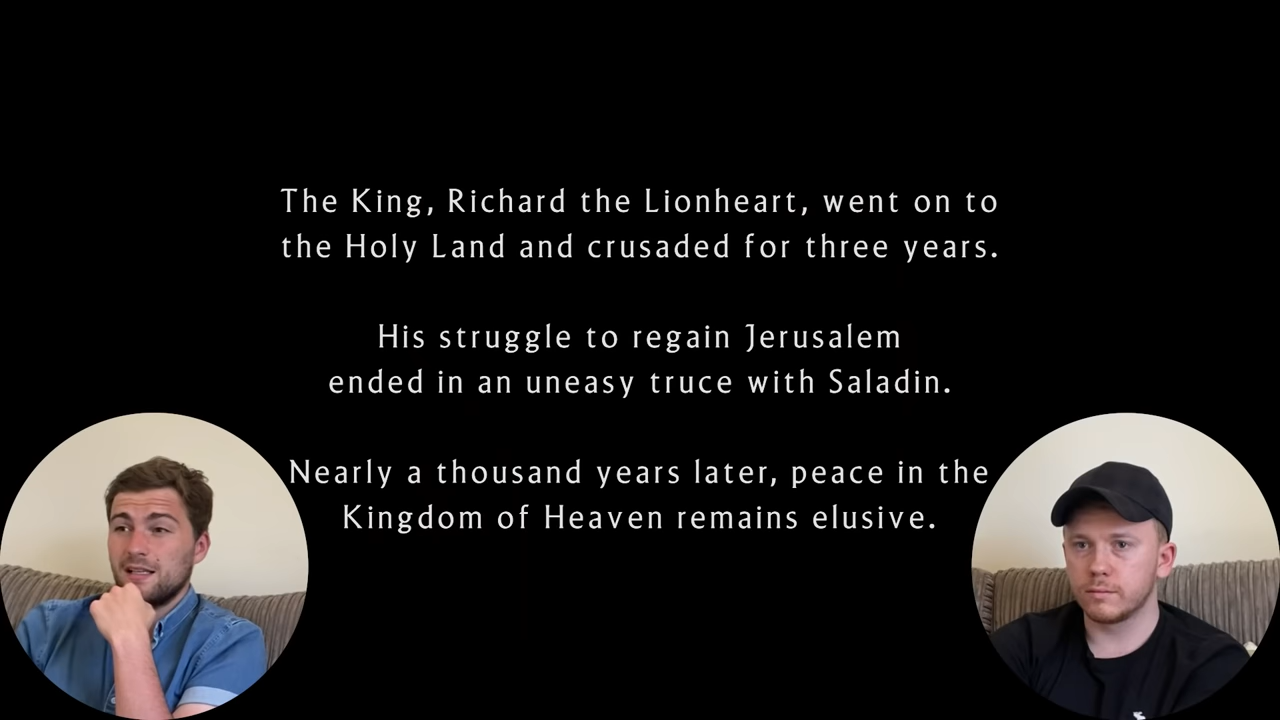 The King, Richard the Lionheart, went on to
the Holy Land and crusaded for three years.
His struggle to regain Jerusalem
ended in an uneasy truce with Saladin.
Nearly a thousand years later, peace in the
Kingdom of Heaven remains elusive.